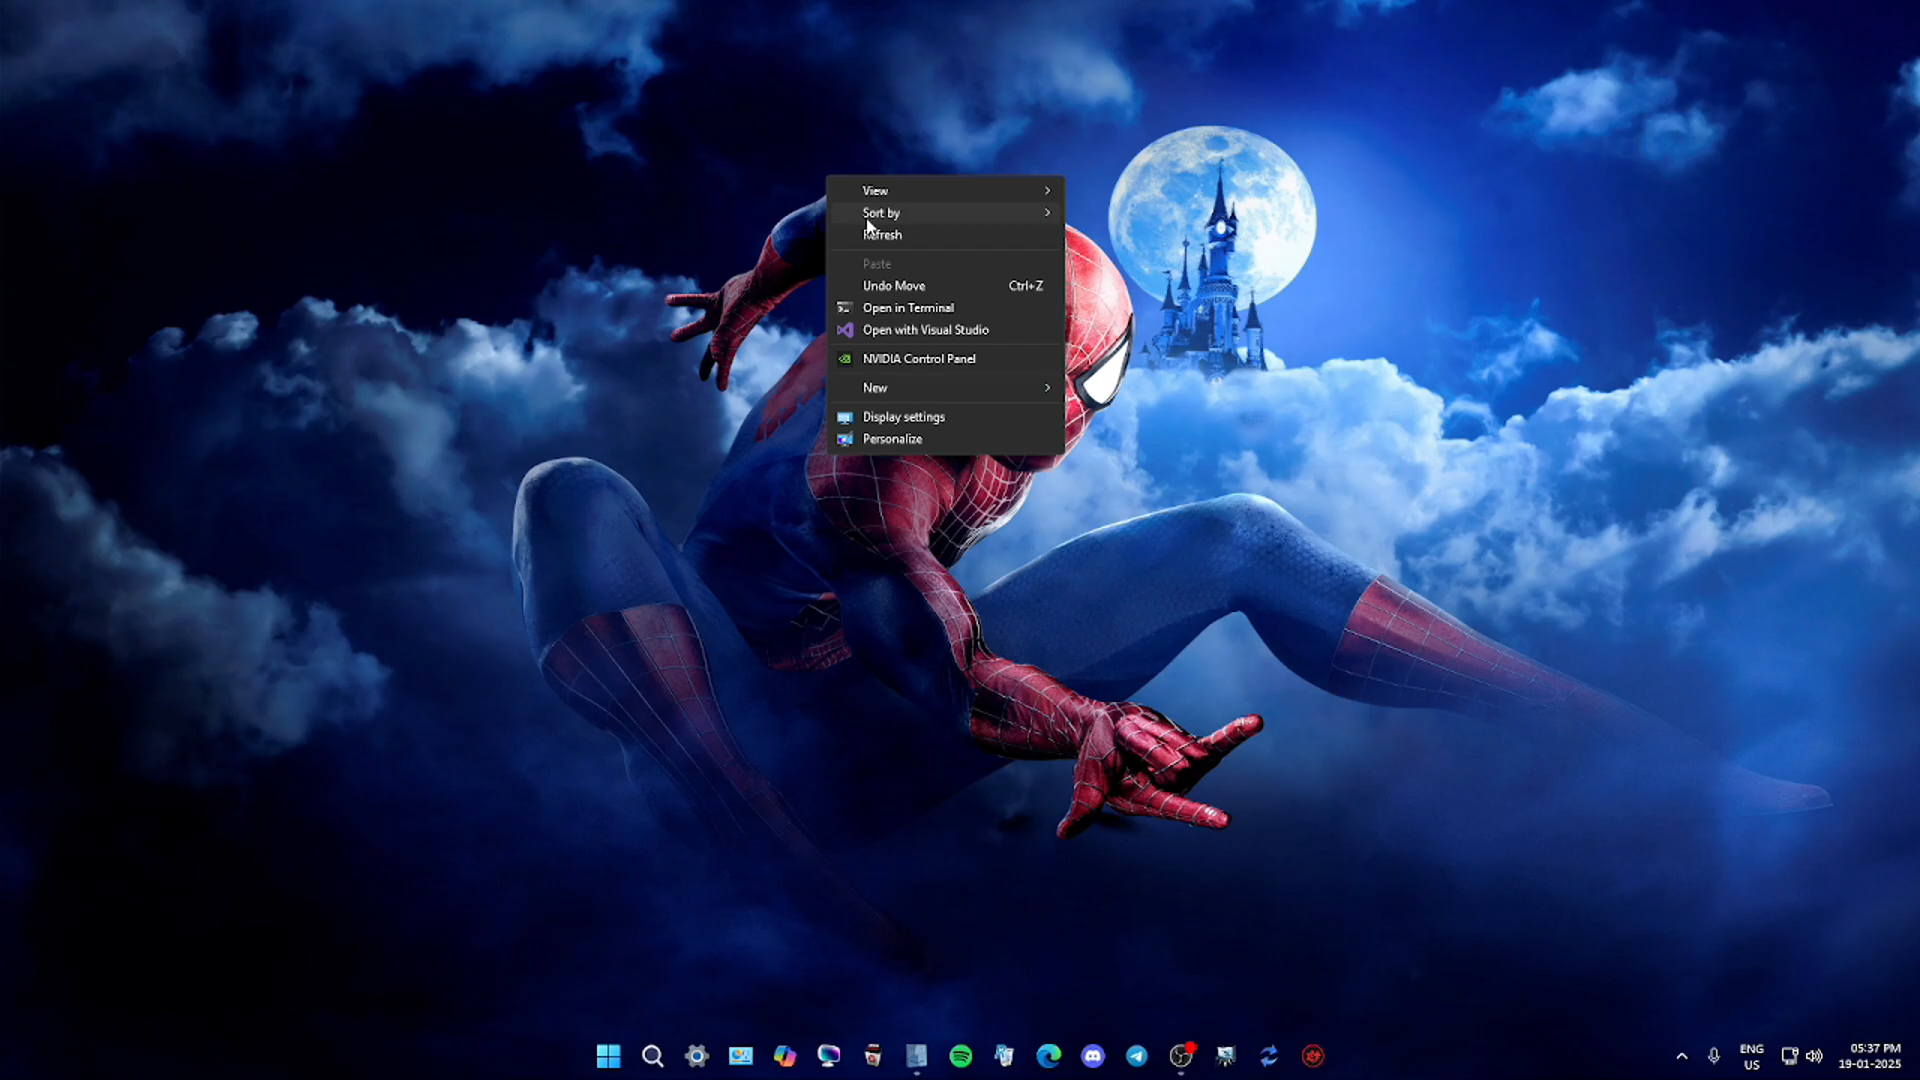 View
Sort by
Refresh
Paste
Undo Move Ctrl+Z
Open in Terminal
Open with Visual Studio
NVIDIA Control Panel
New
Display settings
Personalize
ENG
US
05:37 PM
19-01-2025